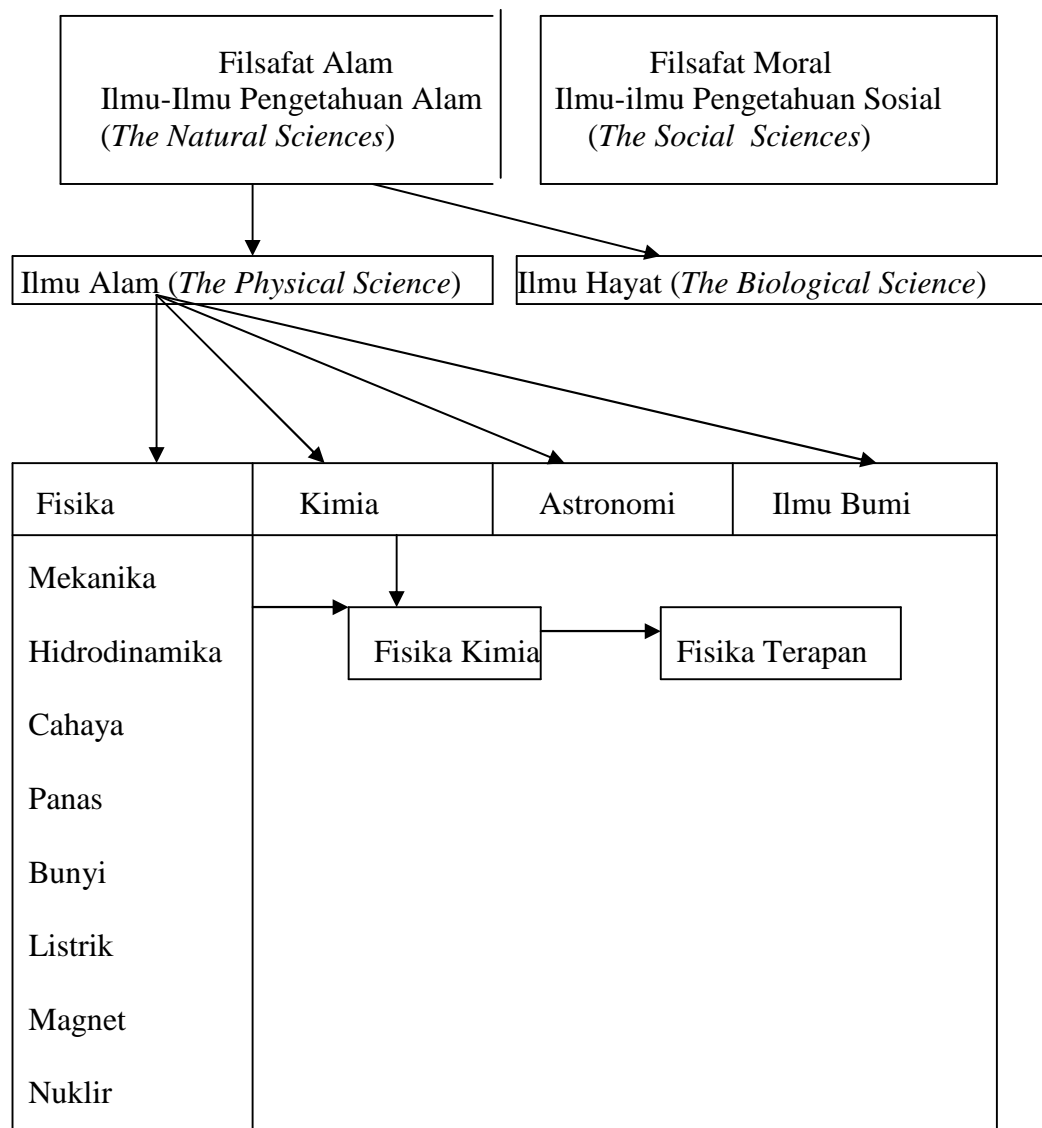 Filsafat Alam
Ilmu-Ilmu Pengetahuan Alam
(The Natural Sciences)
Filsafat Moral
Ilmu-ilmu Pengetahuan Sosial
(The Social Sciences)
Ilmu Alam (The Physical Science)
Ilmu Hayat (The Biological Science)
Fisika
Kimia
Astronomi
Ilmu Bumi
Mekanika
Hidrodinamika
Fisika Kimia
Fisika Terapan
Cahaya
Panas
Bunyi
Listrik
Magnet
Nuklir